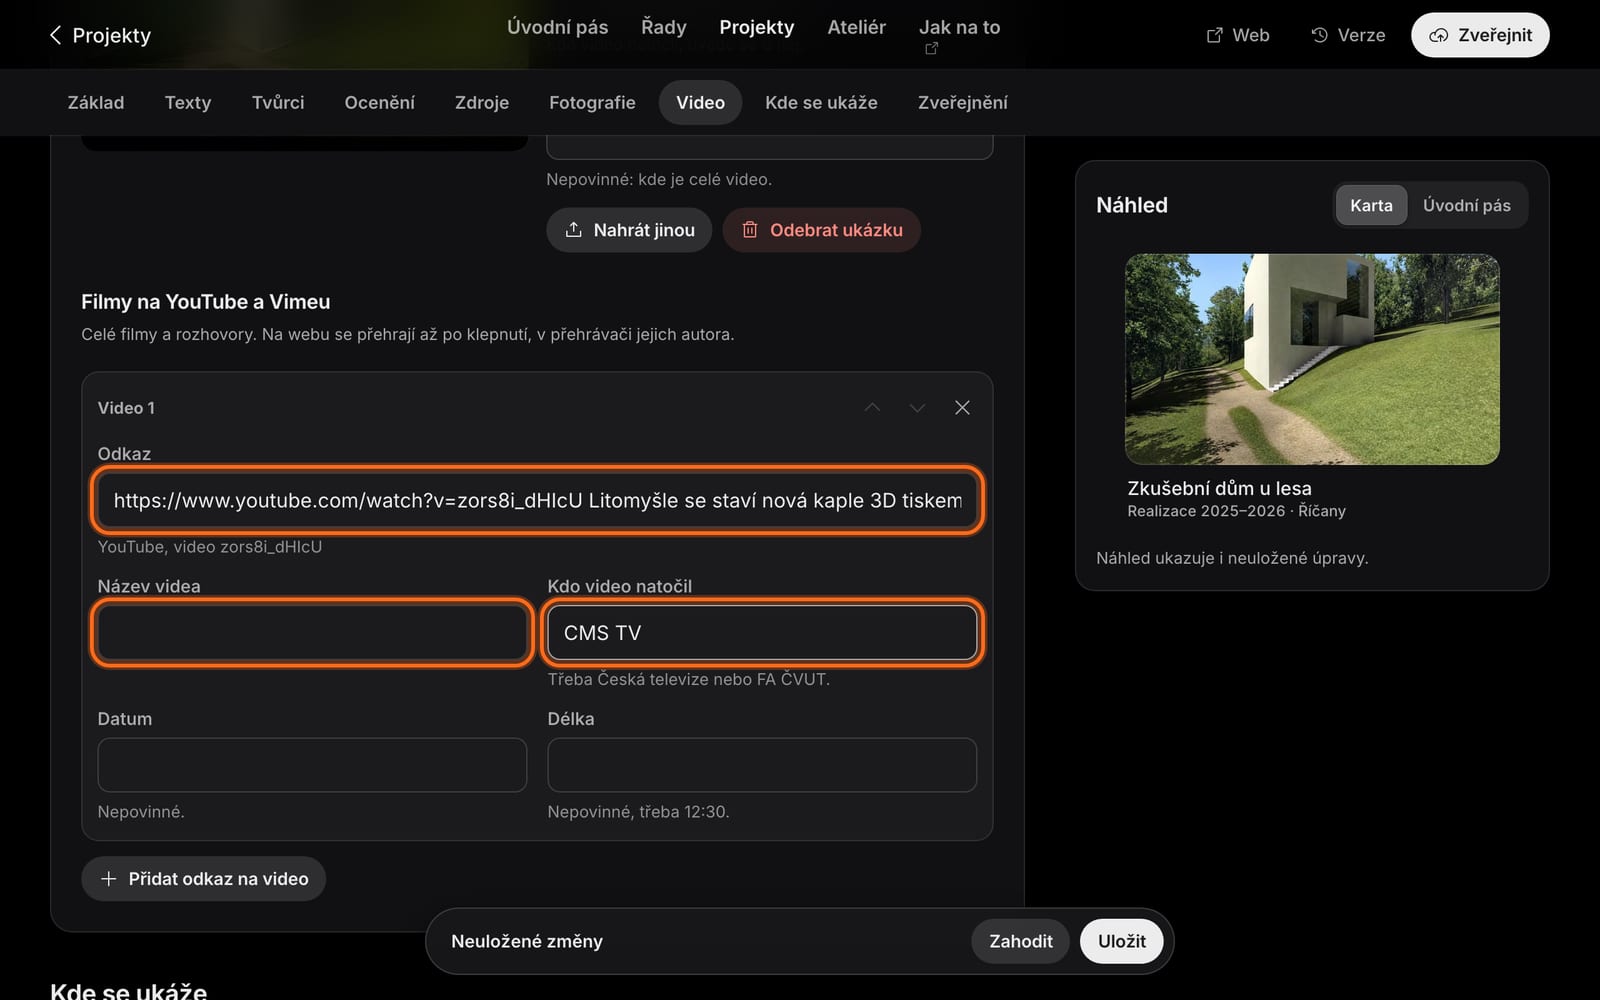 Projekty
Úvodní pás
Řady
Projekty
Ateliér
Jak na to
Web
Verze
Zveřejnit
Základ
Texty
Tvůrci
Ocenění
Zdroje
Fotografie
Video
Kde se ukáže
Zveřejnění
Nepovinné: kde je celé video.
Nahrát jinou
Odebrat ukázku
Filmy na YouTube a Vimeu
Celé filmy a rozhovory. Na webu se přehrají až po klepnutí, v přehrávači jejich autora.
Video 1
Odkaz
https://www.youtube.com/watch?v=zors8i_dHIcU Litomyšle se staví nová kaple 3D tiskem
YouTube, video zors8i_dHIcU
Název videa
Kdo video natočil
CMS TV
Třeba Česká televize nebo FA ČVUT.
Datum
Délka
Nepovinné.
Nepovinné, třeba 12:30.
Přidat odkaz na video
Náhled
Karta
Úvodní pás
Zkušební dům u lesa
Realizace 2025–2026 · Říčany
Náhled ukazuje i neuložené úpravy.
Neuložené změny
Zahodit
Uložit
Kde se ukáže